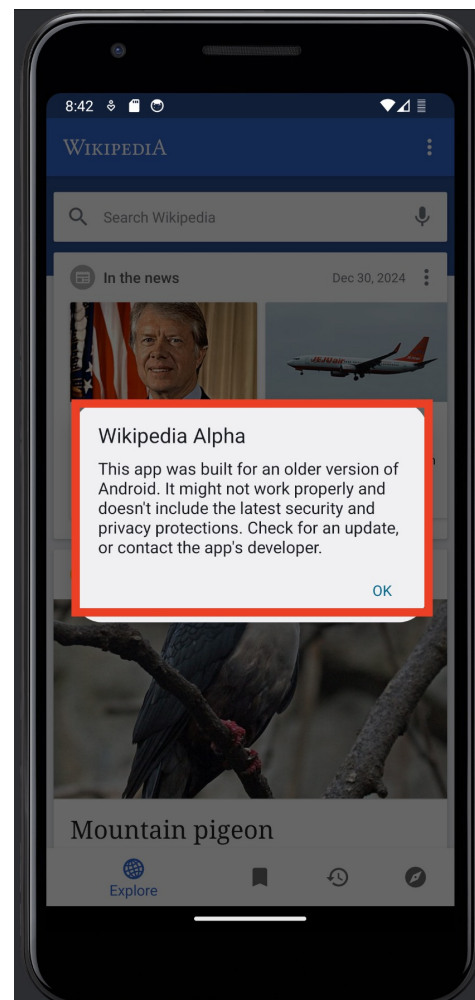 8:42
WIKIPEDIA
Search Wikipedia
In the news
Dec 30, 2024
JEJUair
Wikipedia Alpha
This app was built for an older version of
Android. It might not work properly and
doesn't include the latest security and
privacy protections. Check for an update,
or contact the app's developer.
OK
Mountain pigeon
Explore